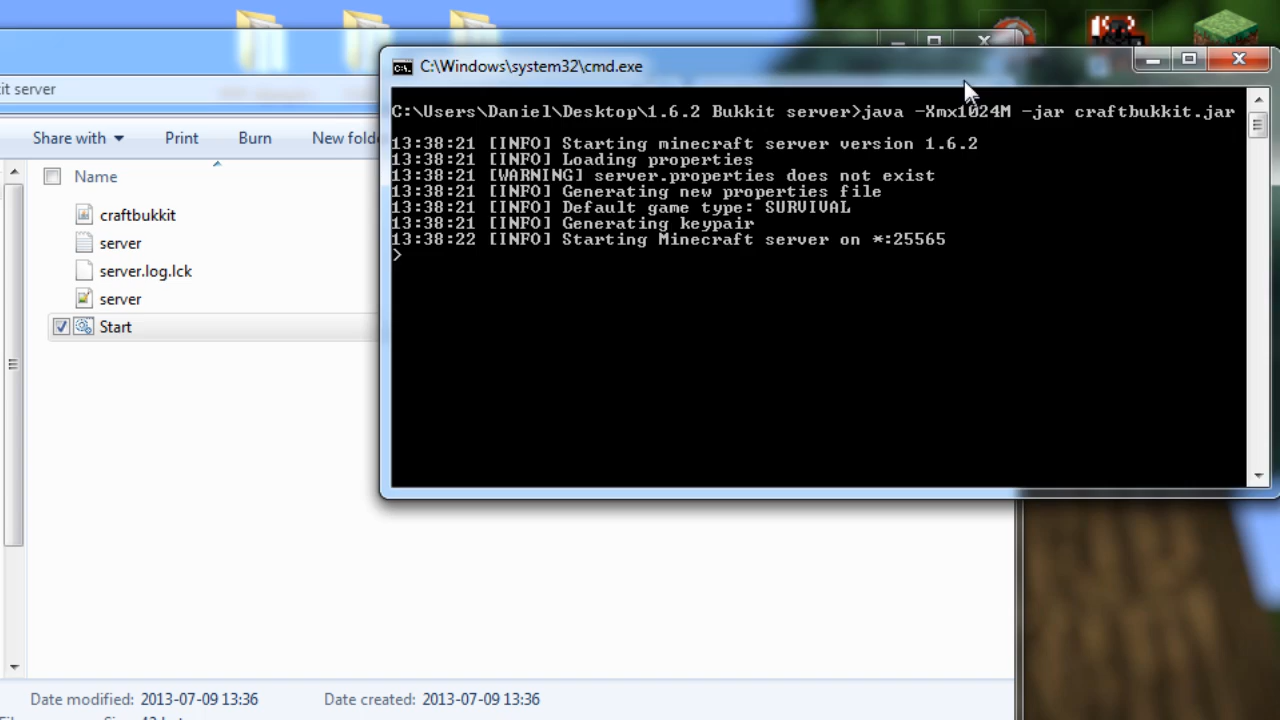 C:\Windows\system32\cmd.exe
it server
C:\Users\Daniel\Desktop\1.6.2 Bukkit server>java -Xmx1024M -jar craftbukkit.jar
13:38:21 [INFO] Starting minecraft server version 1.6.2
13:38:21 [INFO] Loading properties
13:38:21 [WARNING] server.properties does not exist
13:38:21 [INFO] Generating new properties file
13:38:21 [INFO] Default game type: SURVIVAL
13:38:21 [INFO] Generating keypair
13:38:22 [INFO] Starting Minecraft server on *:25565
>
Share with Print Burn New folde
Name
craftbukkit
server
server.log.lck
server
Start
Date modified: 2013-07-09 13:36 Date created: 2013-07-09 13:36